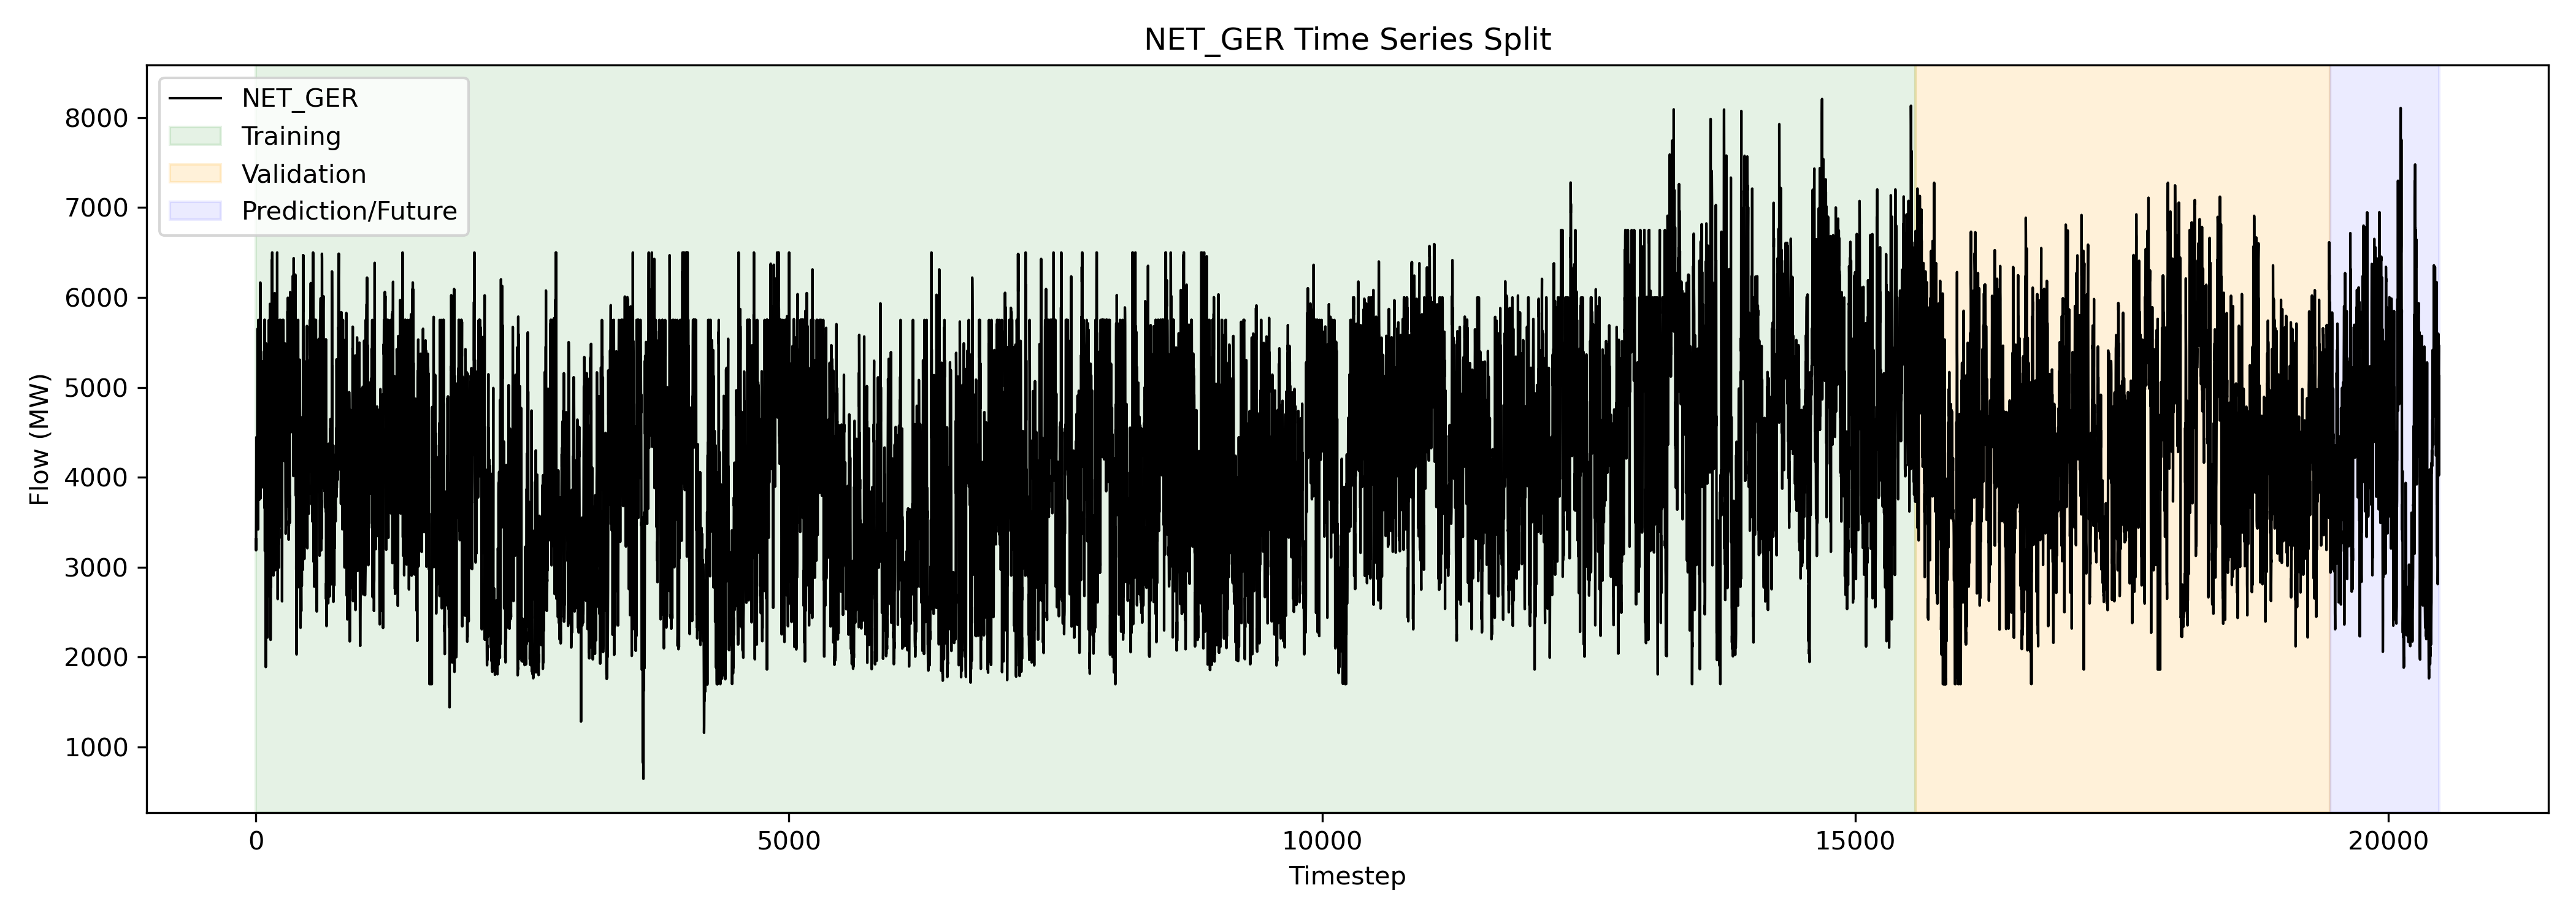 NET_GER Time Series Split
NET_GER
Training
Validation
Prediction/Future
Flow (MW)
8000
7000
6000
5000
4000
3000
2000
1000
0
5000
10000
15000
20000
Timestep